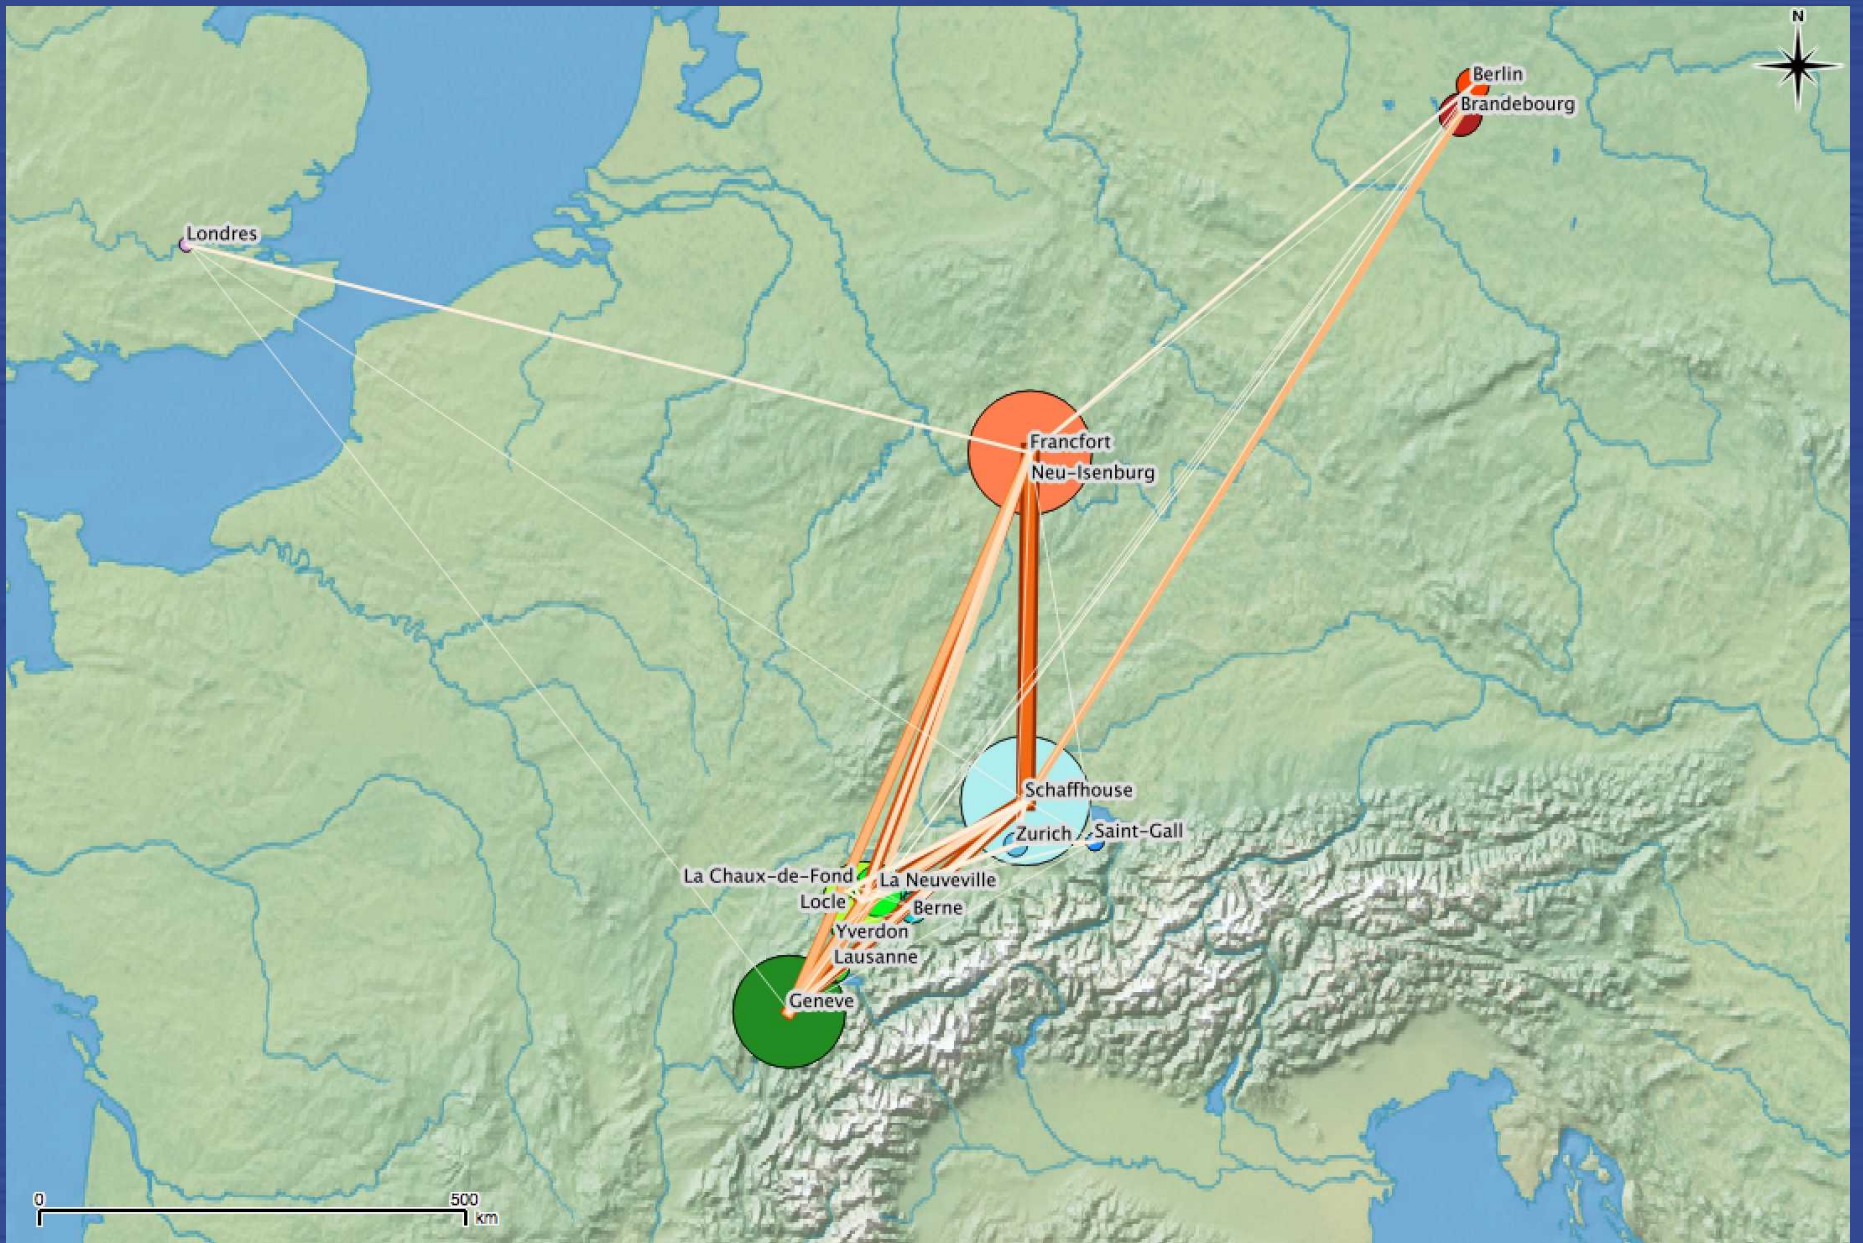 N
Berlin
Brandebourg
Londres
Francfort
Neu-Isenburg
Schaffhouse
Zurich
Saint-Gall
La Chaux-de-Fond
La Neuveville
Locle
Berne
Yverdon
Lausanne
Geneve
0 500
km